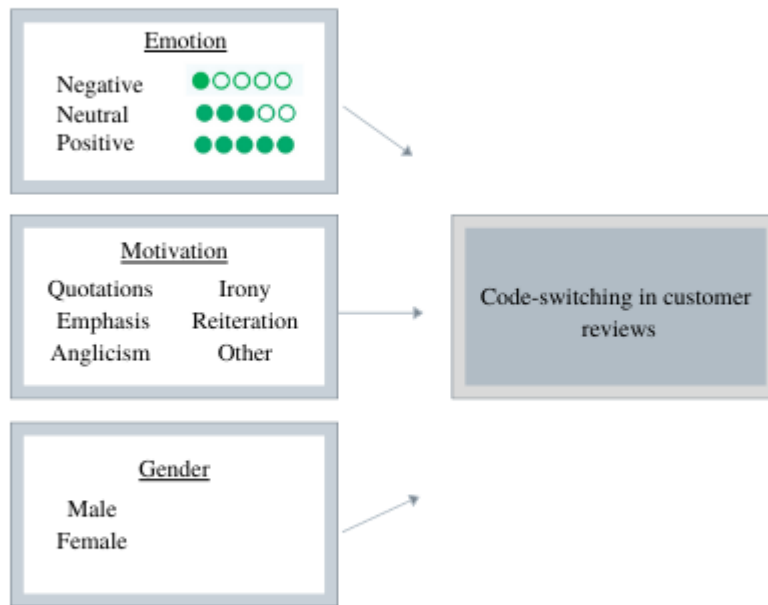 Emotion
Negative
Neutral
Positive
Motivation
Quotations Irony
Emphasis Reiteration
Anglicism Other
Gender
Male
Female
Code-switching in customer
reviews